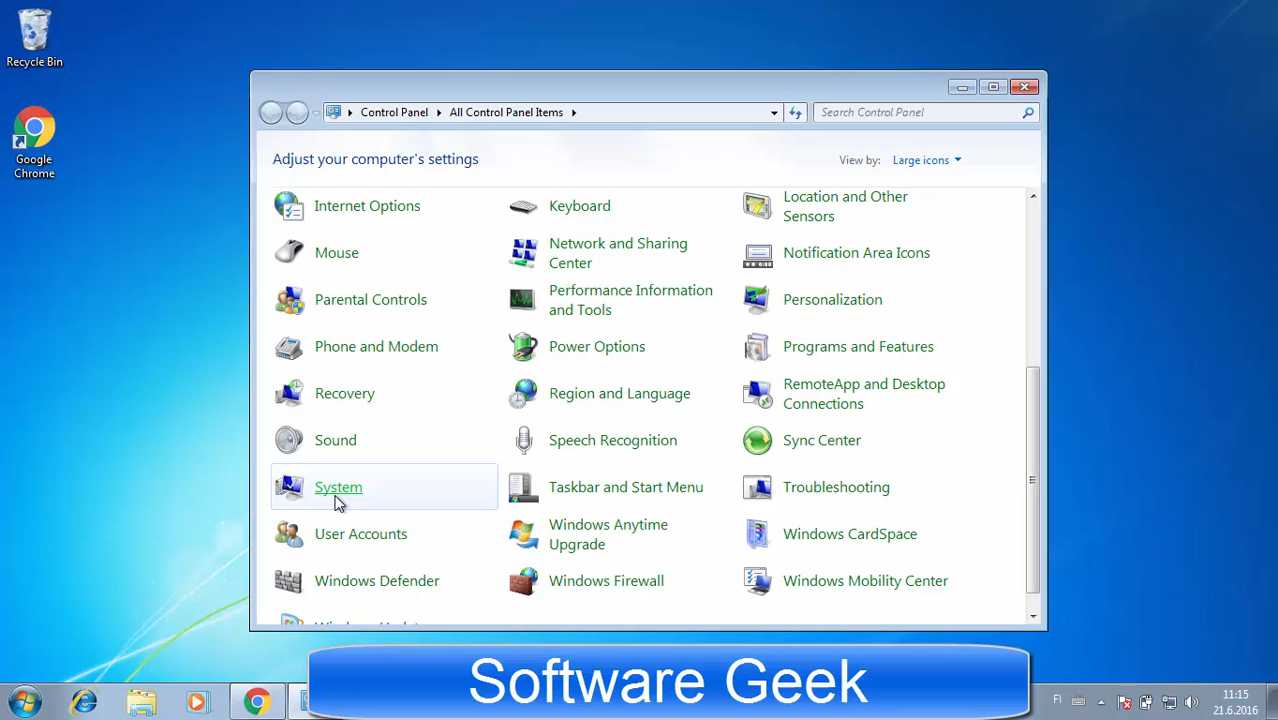 Recycle Bin
Google
Chrome
Control Panel
All Control Panel Items
Search Control Panel
Adjust your computer's settings
View by:
Large icons
Internet Options
Keyboard
Location and Other
Sensors
Mouse
Network and Sharing
Center
Notification Area Icons
Parental Controls
Performance Information
and Tools
Personalization
Phone and Modem
Power Options
Programs and Features
Recovery
Region and Language
RemoteApp and Desktop
Connections
Sound
Speech Recognition
Sync Center
System
Taskbar and Start Menu
Troubleshooting
User Accounts
Windows Anytime
Upgrade
Windows CardSpace
Windows Defender
Windows Firewall
Windows Mobility Center
Software Geek
FI
11:15
21.6.2016